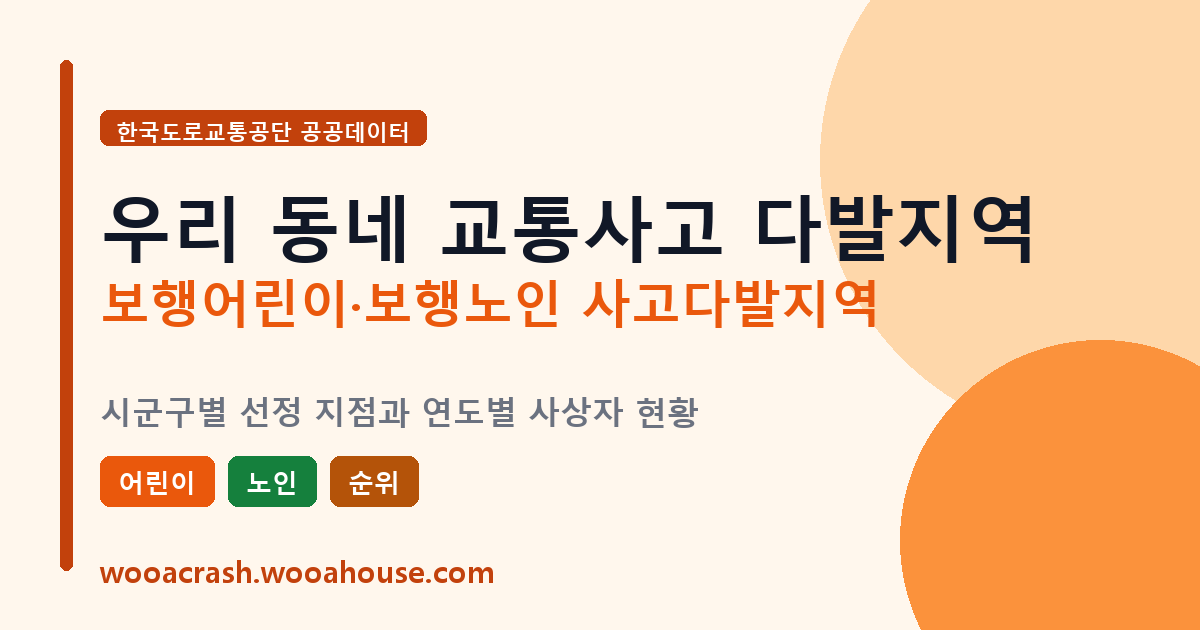 한국도로교통공단 공공데이터
우리 동네 교통사고 다발지역
보행어린이·보행노인 사고다발지역
시군구별 선정 지점과 연도별 사상자 현황
어린이 노인 순위
wooacrash.wooahouse.com